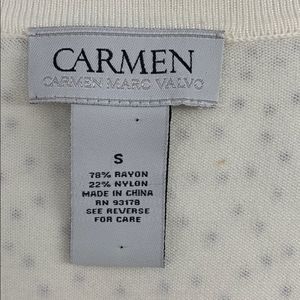 CARMEN
CARMEN MARC VALVO
S
78% RAYON
22% NYLON
MADE IN CHINA
RN 93178
SEE REVERSE
FOR CARE